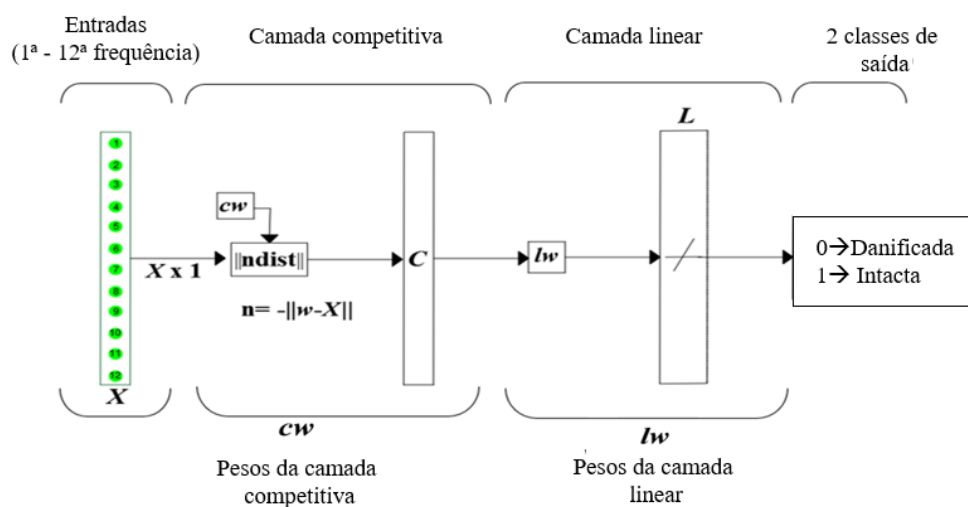 Entradas
(1ª - 12ª frequência)
Camada competitiva
Camada linear
2 classes de
saída
1
2
3
4
5
6
7
8
9
10
11
12
X
X x 1
cw
||ndist||
n= -||w-X||
C
cw
Pesos da camada
competitiva
lw
L
lw
Pesos da camada
linear
0→Danificada
1→ Intacta